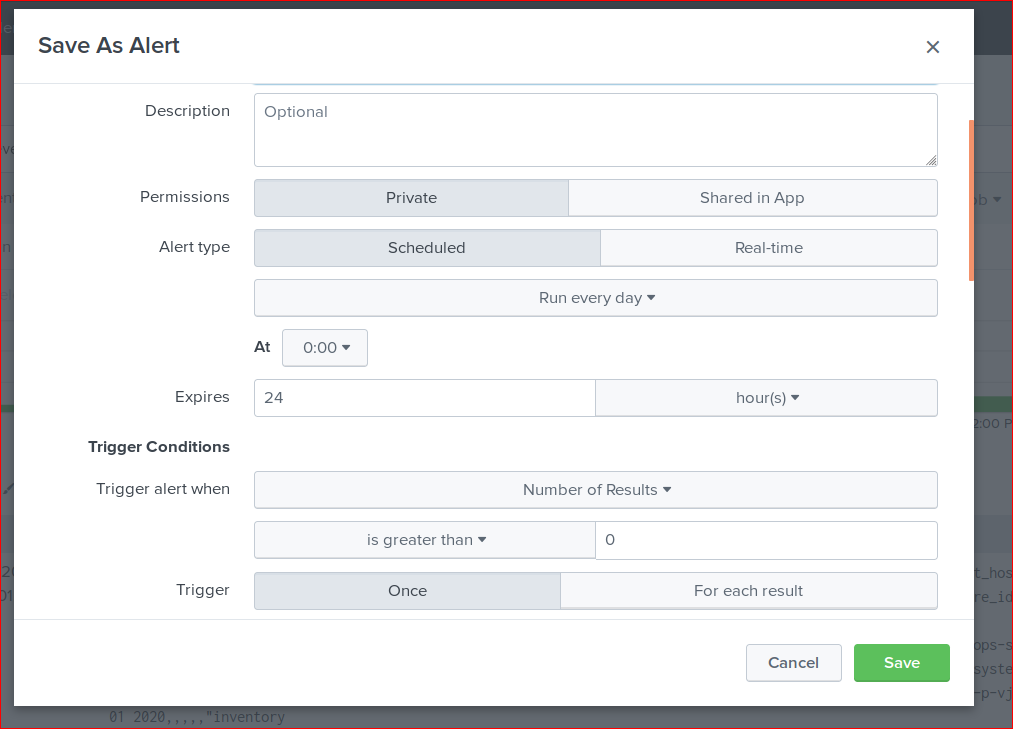 Save As Alert
Description
Optional
Permissions
Private
Shared in App
Alert type
Scheduled
Real-time
Run every day
At
0:00
Expires
24
hour(s)
Trigger Conditions
Trigger alert when
Number of Results
is greater than
0
Trigger
Once
For each result
Cancel
Save
01 2020,,,,,"inventory